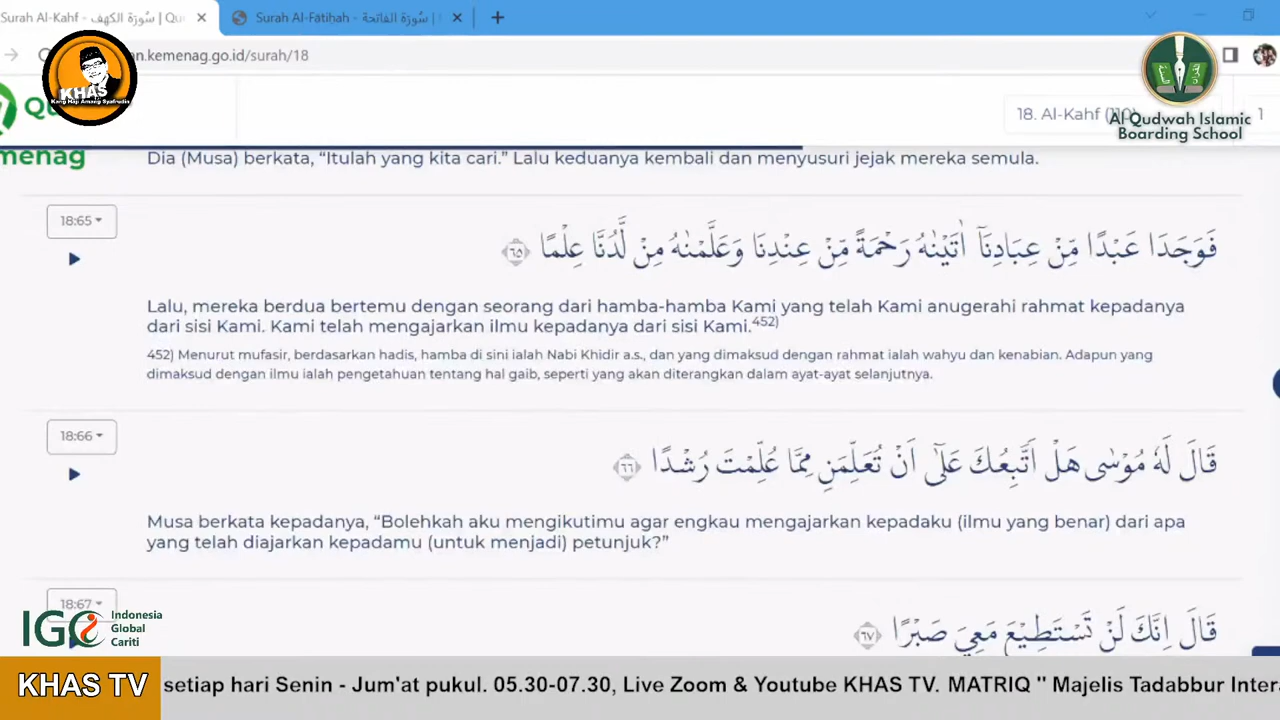 Surah Al-Kahf - سُورَة الكهف | Qu
Surah Al-Fatihah - سُورَة الفاتحة |
n.kemenag.go.id/surah/18
KHAS
Kang Haji Amang Syafrudin
Qu
menag
18. Al-Kahf (110)
1
Al Qudwah Islamic
Boarding School
Dia (Musa) berkata, “Itulah yang kita cari.” Lalu keduanya kembali dan menyusuri jejak mereka semula.
18:65
فَوَجَدَا عَبْدًا مِّنْ عِبَادِنَآ اٰتَيْنٰهُ رَحْمَةً مِّنْ عِنْدِنَا وَعَلَّمْنٰهُ مِنْ لَّدُنَّا عِلْمًا ٦٥
Lalu, mereka berdua bertemu dengan seorang dari hamba-hamba Kami yang telah Kami anugerahi rahmat kepadanya
dari sisi Kami. Kami telah mengajarkan ilmu kepadanya dari sisi Kami.452)
452) Menurut mufasir, berdasarkan hadis, hamba di sini ialah Nabi Khidir a.s., dan yang dimaksud dengan rahmat ialah wahyu dan kenabian. Adapun yang
dimaksud dengan ilmu ialah pengetahuan tentang hal gaib, seperti yang akan diterangkan dalam ayat-ayat selanjutnya.
18:66
قَالَ لَهٗ مُوْسٰى هَلْ اَتَّبِعُكَ عَلٰٓى اَنْ تُعَلِّمَنِ مِمَّا عُلِّمْتَ رُشْدًا ٦٦
Musa berkata kepadanya, “Bolehkah aku mengikutimu agar engkau mengajarkan kepadaku (ilmu yang benar) dari apa
yang telah diajarkan kepadamu (untuk menjadi) petunjuk?”
18:67
قَالَ اِنَّكَ لَنْ تَسْتَطِيْعَ مَعِيَ صَبْرًا ٦٧
IGC
Indonesia
Global
Cariti
KHAS TV
setiap hari Senin - Jum'at pukul. 05.30-07.30, Live Zoom & Youtube KHAS TV. MATRIQ " Majelis Tadabbur Inter